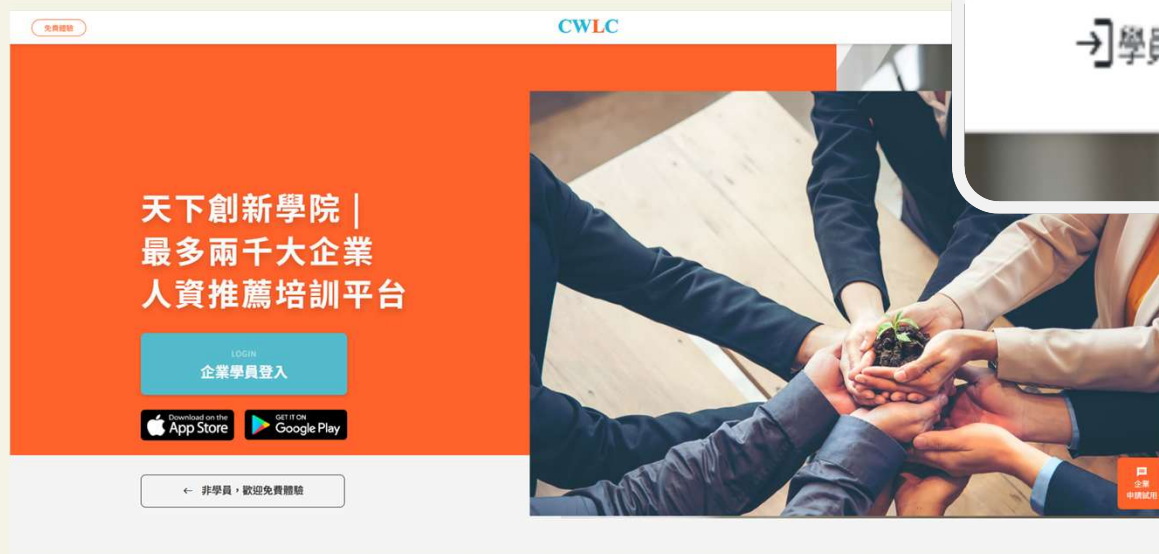 免費體驗
CWLC
學員
天下創新學院|
最多兩千大企業
人資推薦培訓平台
LOGIN
企業學員登入
Download on the
App Store
GET IT ON
Google Play
← 非學員，歡迎免費體驗
企業
申請試用